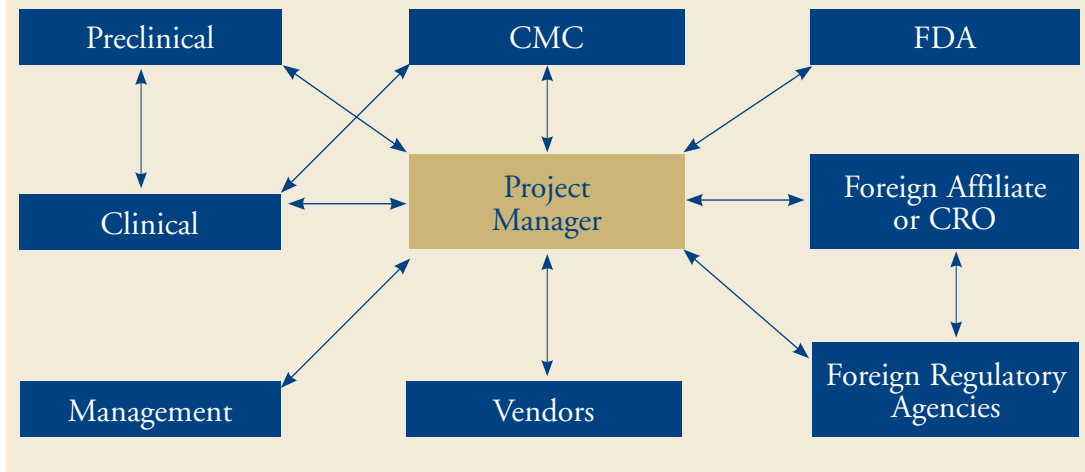 Preclinical
CMC
FDA
Project
Manager
Foreign Affiliate
or CRO
Clinical
Management
Vendors
Foreign Regulatory
Agencies